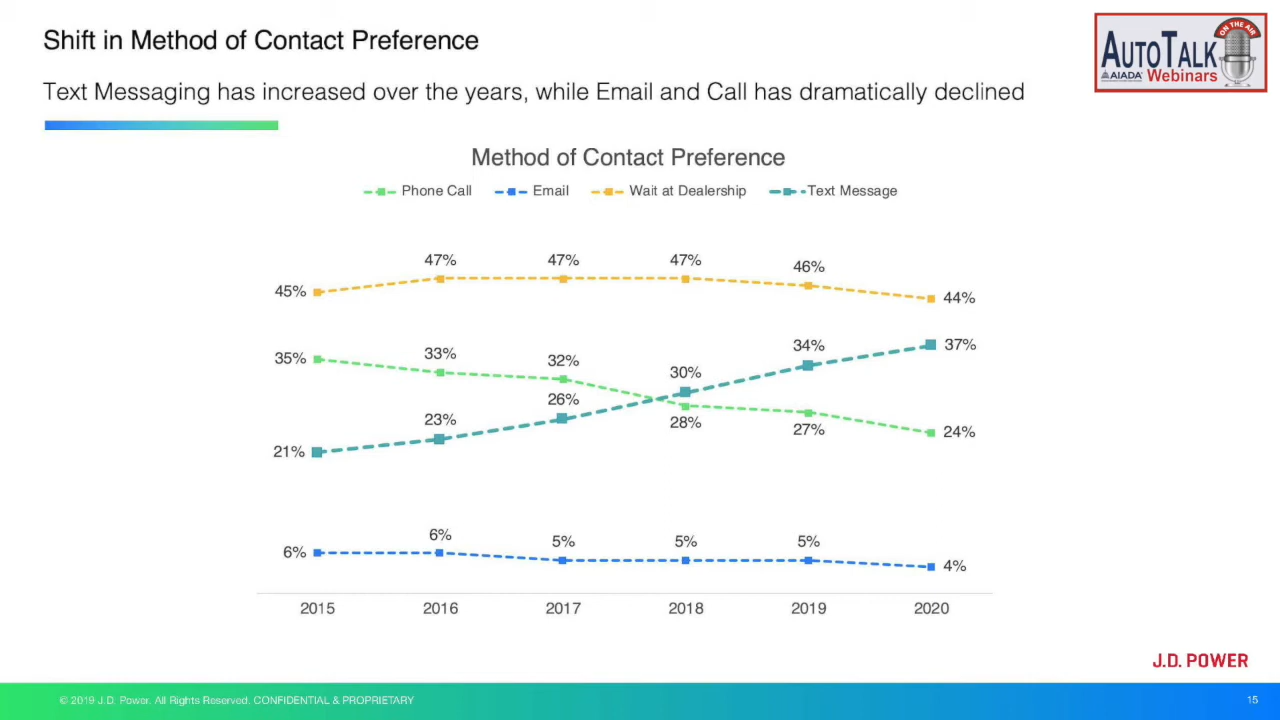 Shift in Method of Contact Preference
ON THE AIR
AUTOTALK
AIADA Webinars
Text Messaging has increased over the years, while Email and Call has dramatically declined
Method of Contact Preference
Phone Call Email Wait at Dealership Text Message
45% 47% 47% 47% 46% 44%
35% 33% 32% 28% 27% 24%
21% 23% 26% 30% 34% 37%
6% 6% 5% 5% 5% 4%
2015 2016 2017 2018 2019 2020
J.D. POWER
© 2019 J.D. Power. All Rights Reserved. CONFIDENTIAL & PROPRIETARY 15